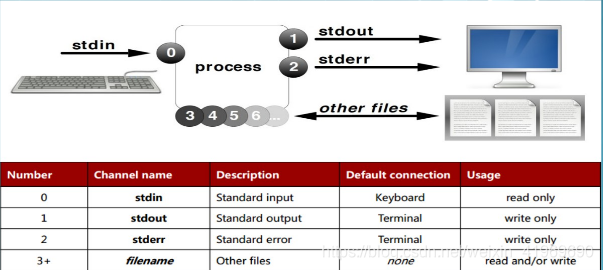 stdin
0
process
1
stdout
2
stderr
3 4 5 6 ...
other files
Number Channel name Description Default connection Usage
0 stdin Standard input Keyboard read only
1 stdout Standard output Terminal write only
2 stderr Standard error Terminal write only
3+ filename Other files none read and/or write